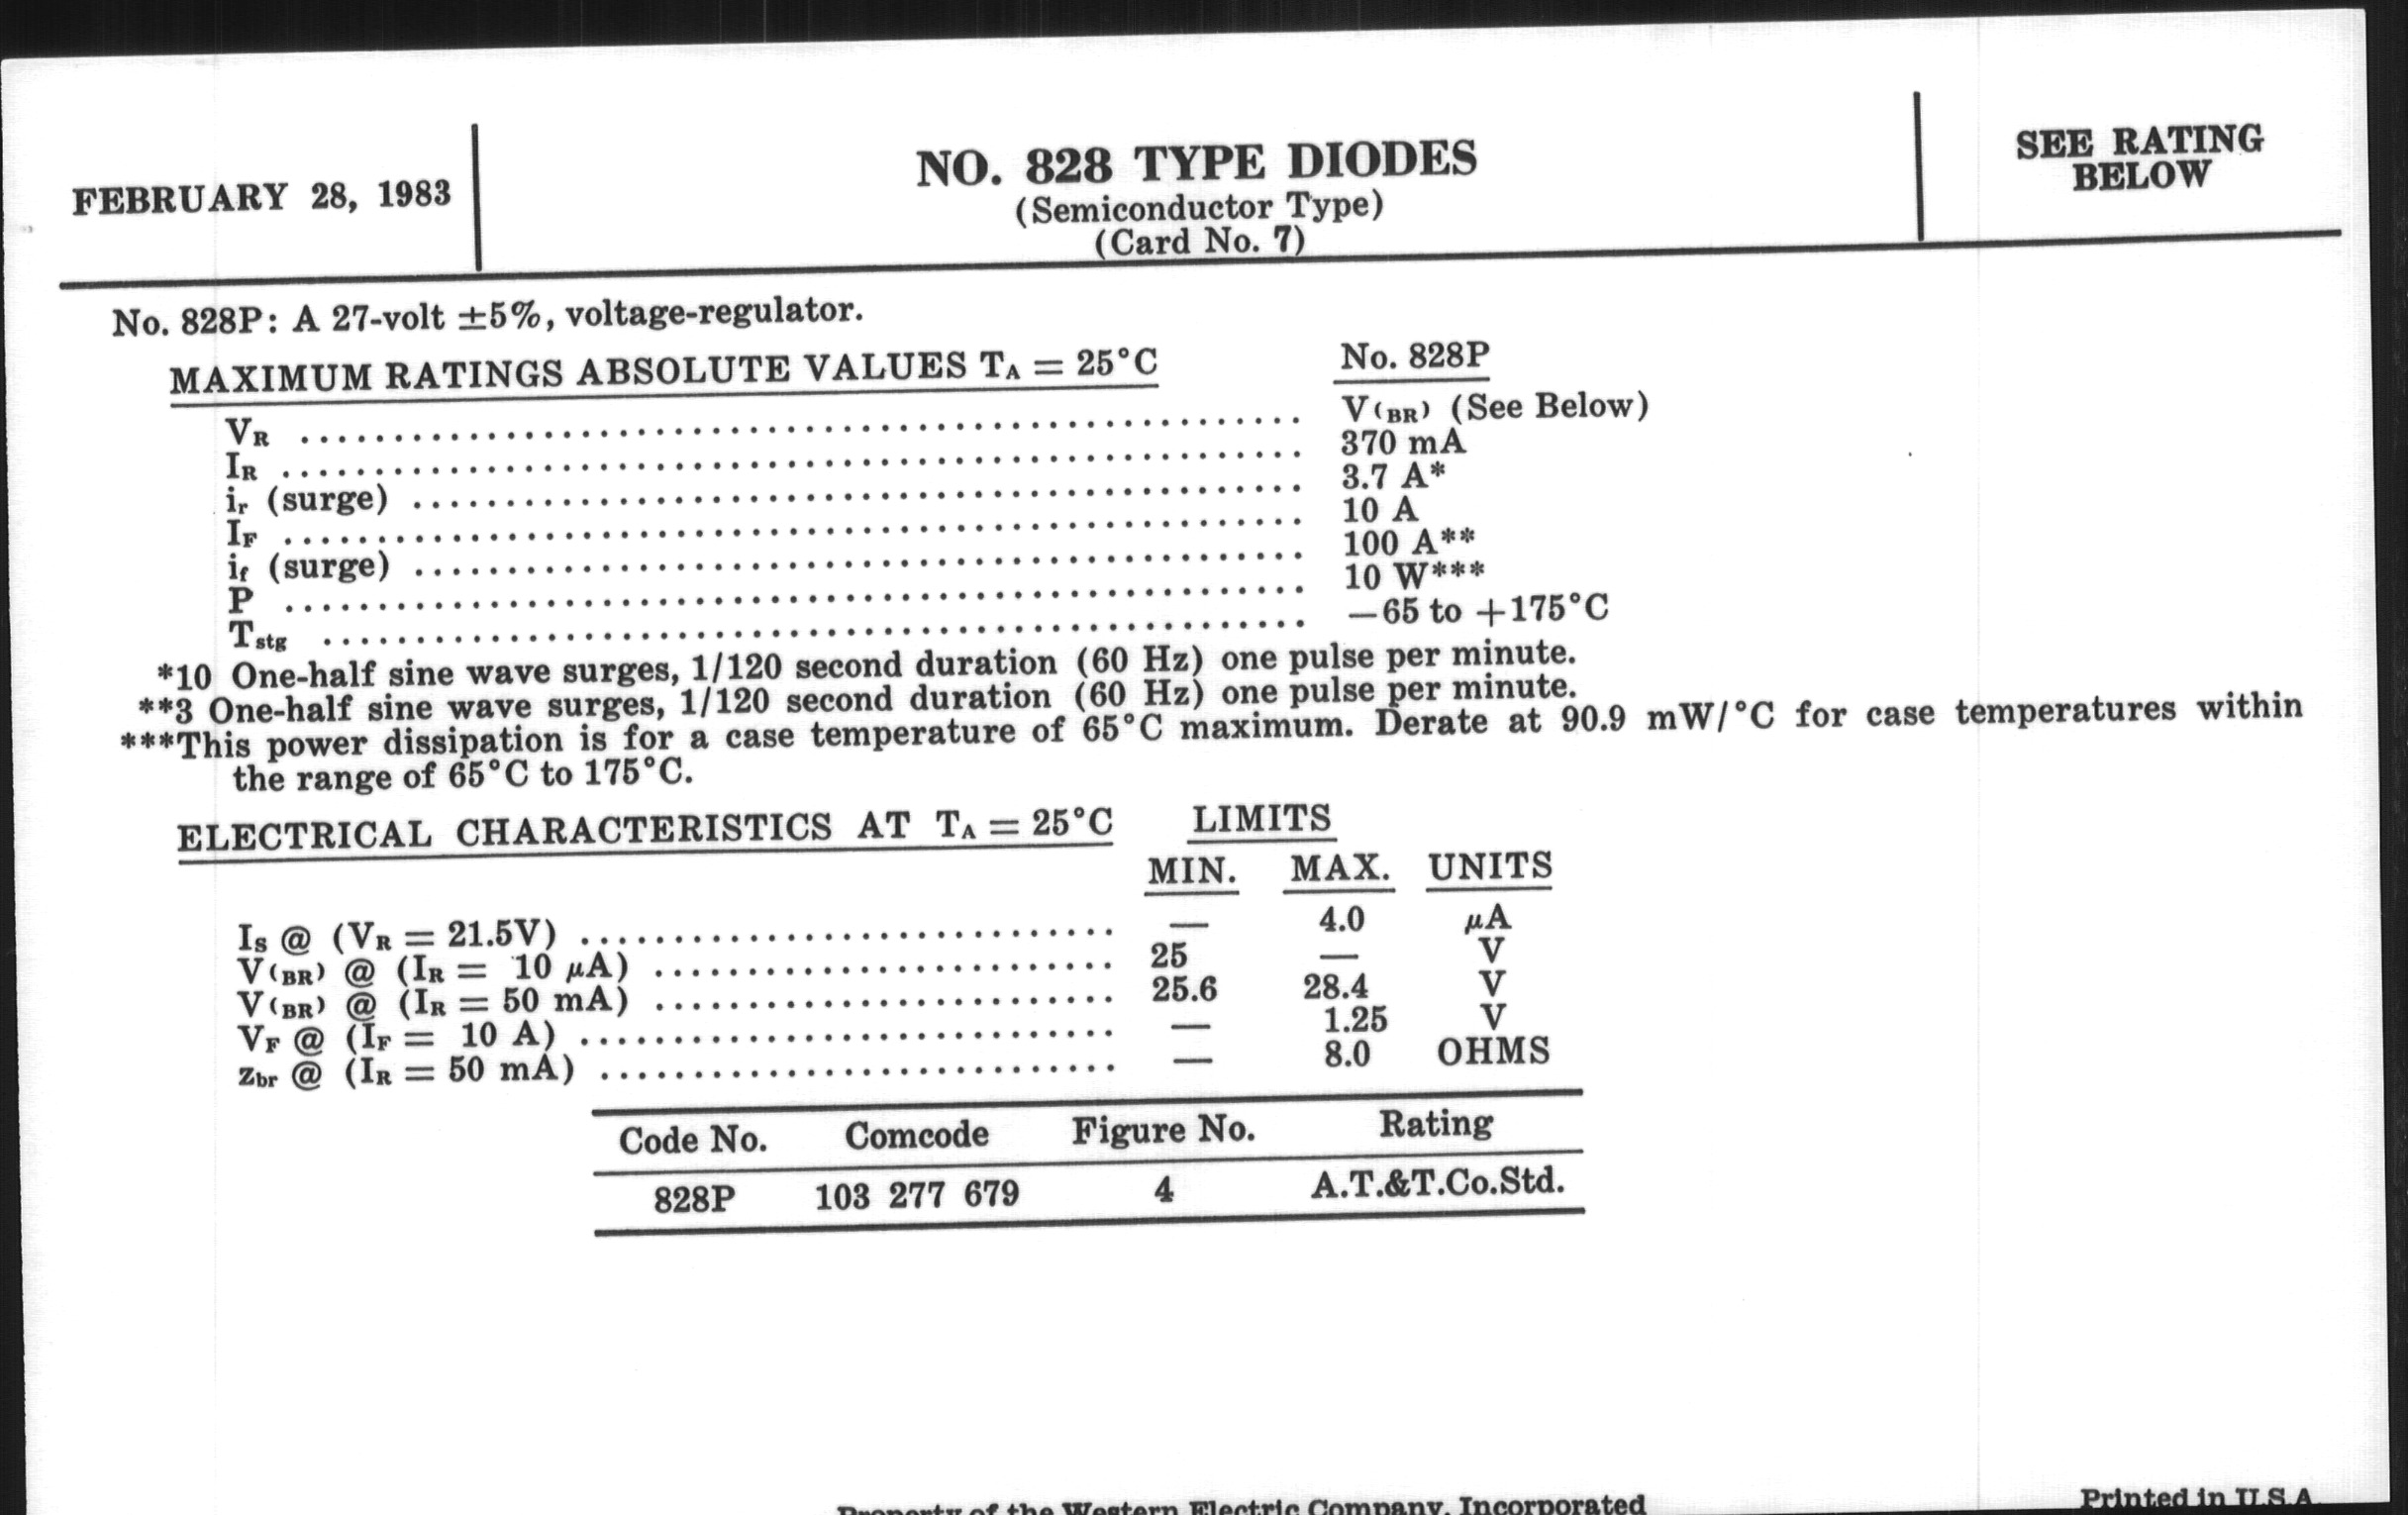 FEBRUARY 28, 1983
NO. 828 TYPE DIODES
(Semiconductor Type)
(Card No. 7)
SEE RATING
BELOW
No. 828P: A 27-volt ±5%, voltage-regulator.
MAXIMUM RATINGS ABSOLUTE VALUES TA = 25°C No. 828P
VR ........ V(BR) (See Below)
IR ........ 370 mA
ir (surge) ........ 3.7 A*
IF ........ 10 A
if (surge) ........ 100 A**
P ........ 10 W***
Tstg ........ —65 to +175°C
*10 One-half sine wave surges, 1/120 second duration (60 Hz) one pulse per minute.
**3 One-half sine wave surges, 1/120 second duration (60 Hz) one pulse per minute.
***This power dissipation is for a case temperature of 65°C maximum. Derate at 90.9 mW/°C for case temperatures within
the range of 65°C to 175°C.
ELECTRICAL CHARACTERISTICS AT TA = 25°C LIMITS
MIN. MAX. UNITS
IS @ (VR = 21.5V) ........ — 4.0 μA
V(BR) @ (IR = 10 μA) ........ 25 — V
V(BR) @ (IR = 50 mA) ........ 25.6 28.4 V
VF @ (IF = 10 A) ........ — 1.25 V
zbr @ (IR = 50 mA) ........ — 8.0 OHMS
Code No. Comcode Figure No. Rating
828P 103 277 679 4 A.T.&T.Co.Std.
Property of the Western Electric Company, Incorporated
Printed in U.S.A.